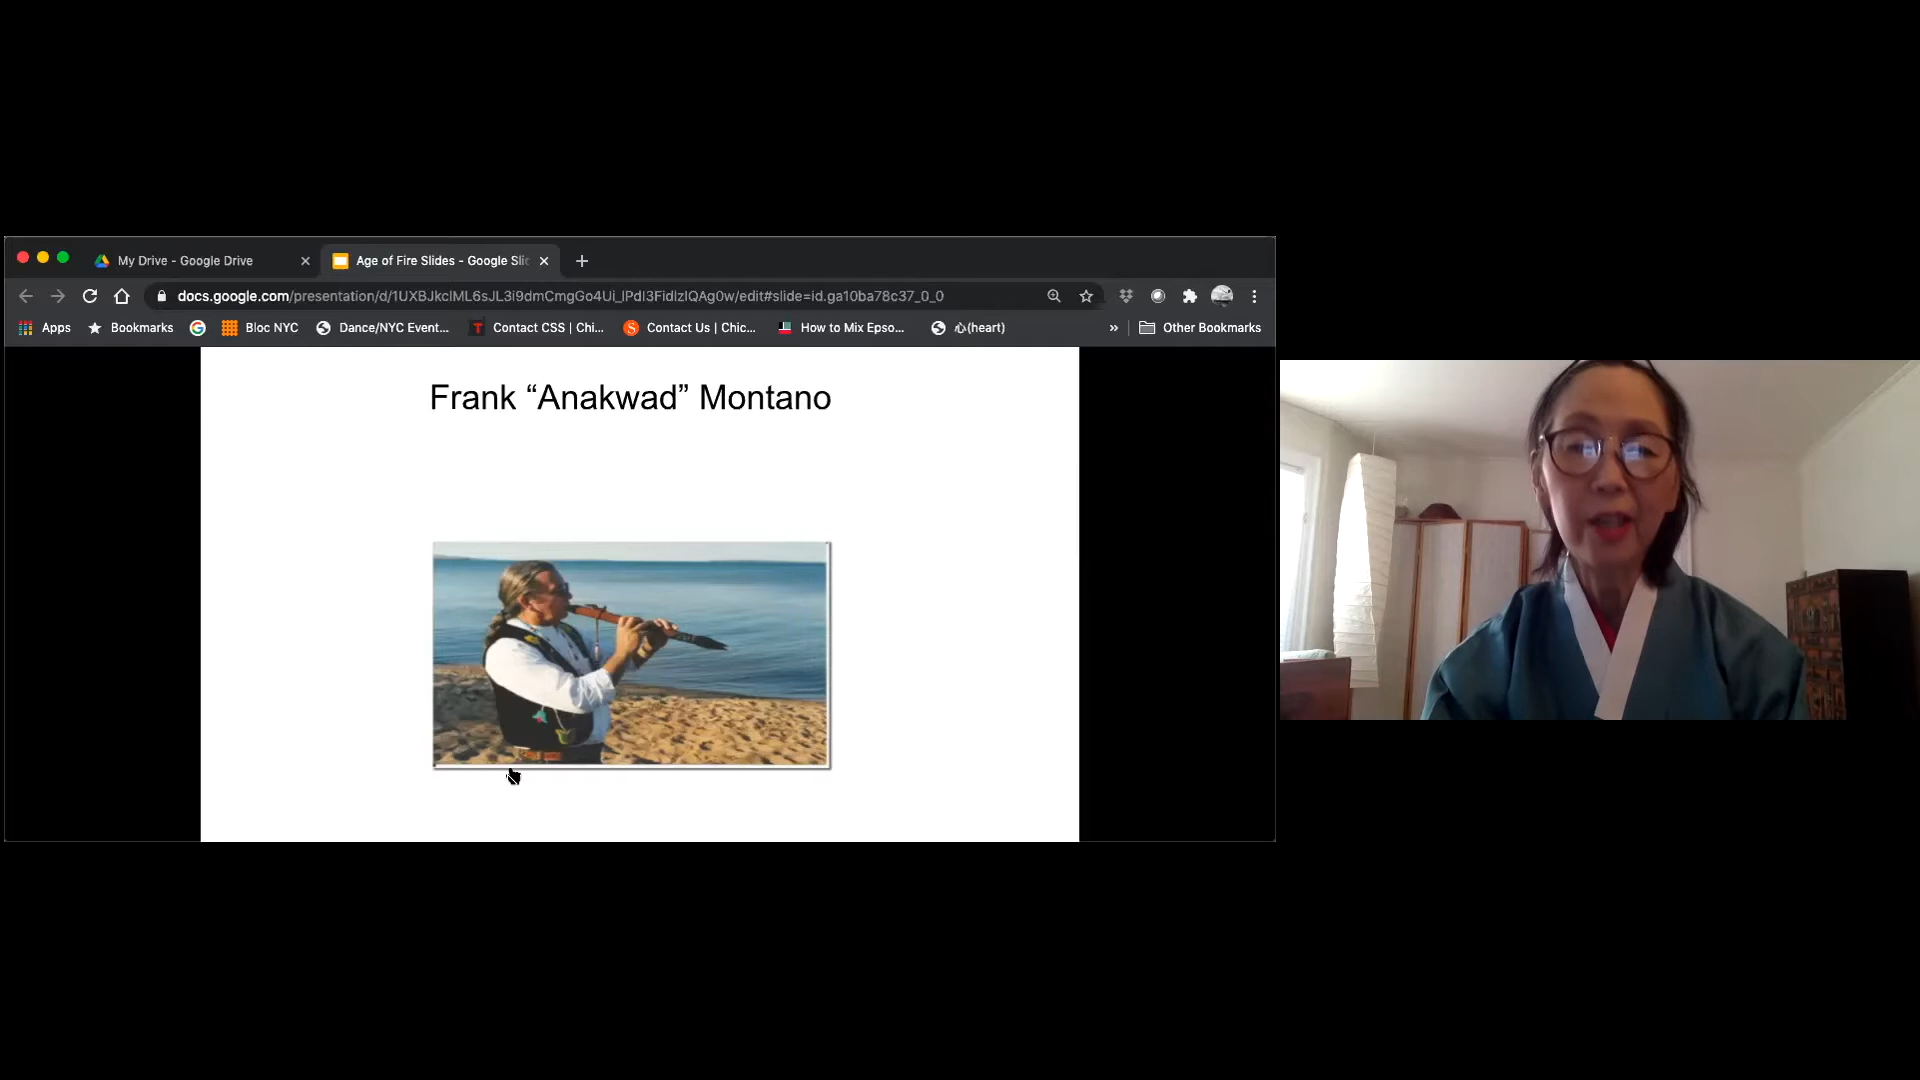 My Drive - Google Drive
Age of Fire Slides - Google Slic
docs.google.com/presentation/d/1UXBJkclML6sJL3i9dmCmgGo4Ui_lPdI3FidlzlQAg0w/edit#slide=id.ga10ba78c37_0_0
Apps Bookmarks Bloc NYC Dance/NYC Event... Contact CSS | Chi... Contact Us | Chic... How to Mix Epso... 心(heart) » Other Bookmarks
Frank “Anakwad” Montano